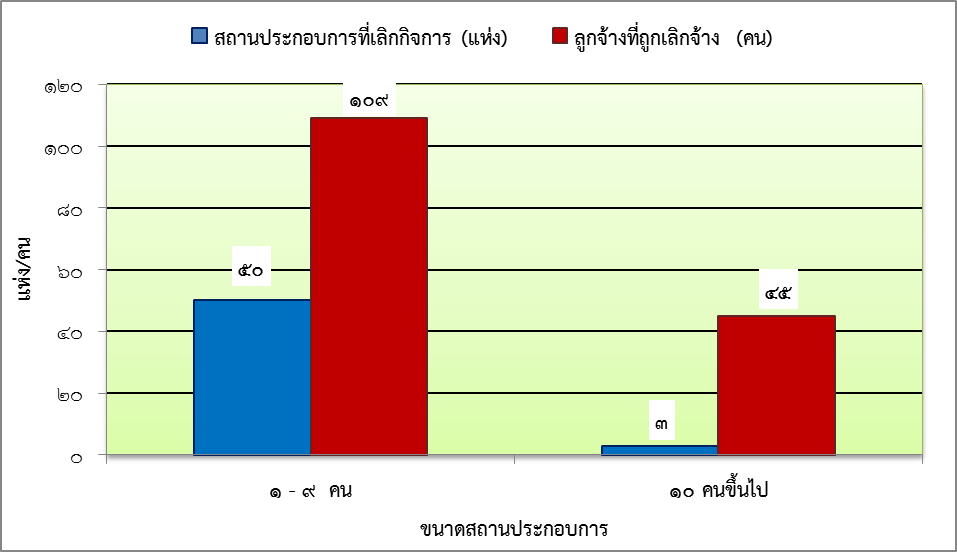 สถานประกอบการที่เลิกกิจการ (แห่ง) ลูกจ้างที่ถูกเลิกจ้าง (คน)
๑๒๐
๑๐๐
๘๐
๖๐
๔๐
๒๐
๐
แห่ง/คน
๕๐
๑๐๙
๓
๔๕
๑ - ๙ คน
๑๐ คนขึ้นไป
ขนาดสถานประกอบการ